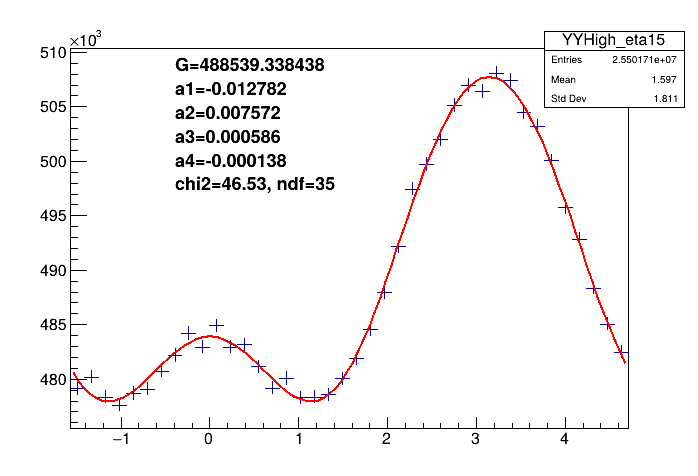 ×10³
YYHigh_eta15
Entries 2.550171e+07
Mean 1.597
Std Dev 1.811
G=488539.338438
a1=-0.012782
a2=0.007572
a3=0.000586
a4=-0.000138
chi2=46.53, ndf=35
510
505
500
495
490
485
480
−1 0 1 2 3 4